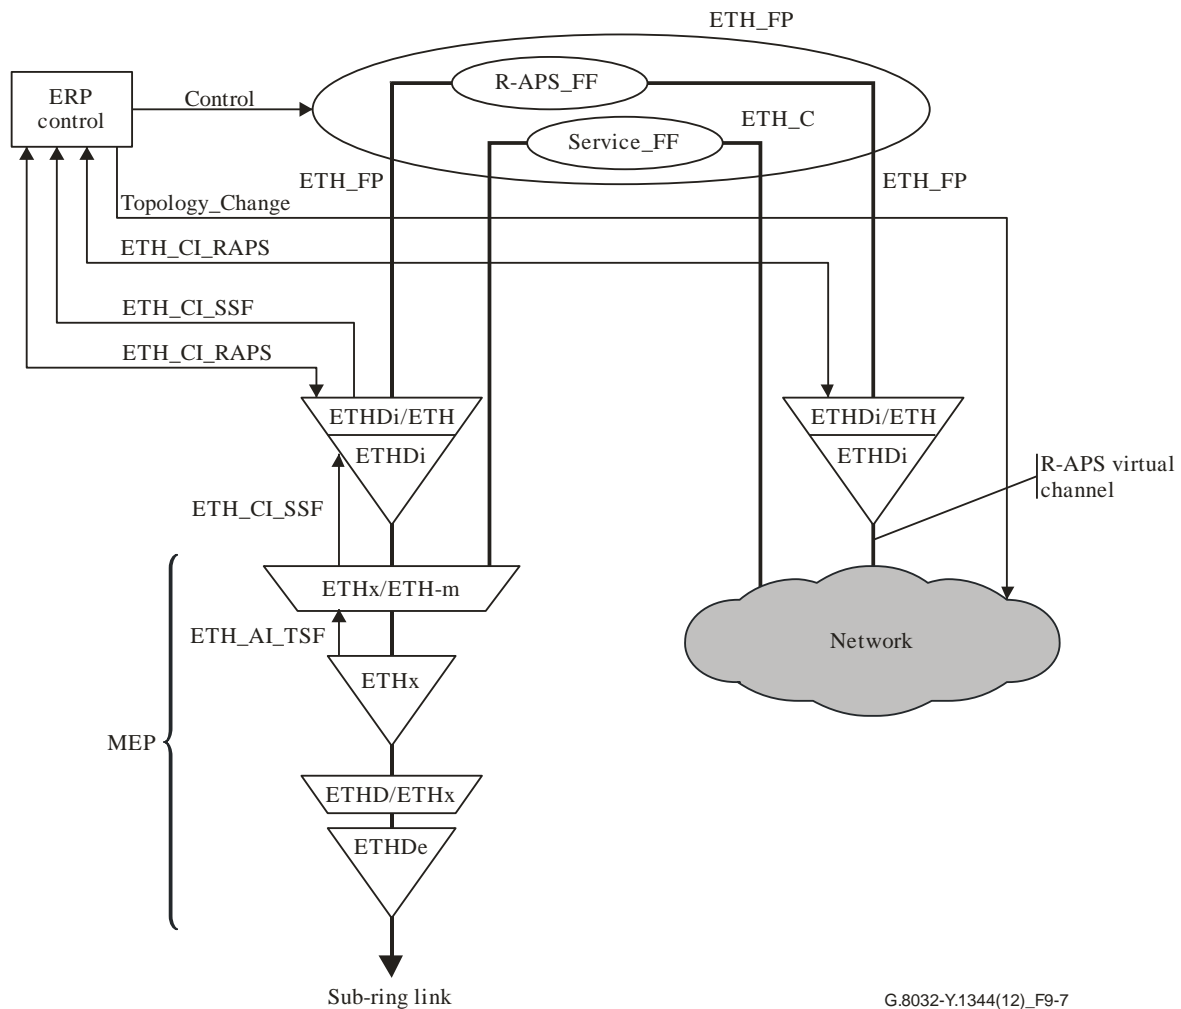 ETH_FP
R-APS_FF
ERP
control
Control
ETH_C
Service_FF
ETH_FP
ETH_FP
Topology_Change
ETH_CI_RAPS
ETH_CI_SSF
ETH_CI_RAPS
ETHDi/ETH
ETHDi
ETHDi/ETH
ETHDi
R-APS virtual
channel
ETH_CI_SSF
ETHx/ETH-m
ETH_AI_TSF
Network
ETHx
MEP
ETHD/ETHx
ETHDe
Sub-ring link
G.8032-Y.1344(12)_F9-7